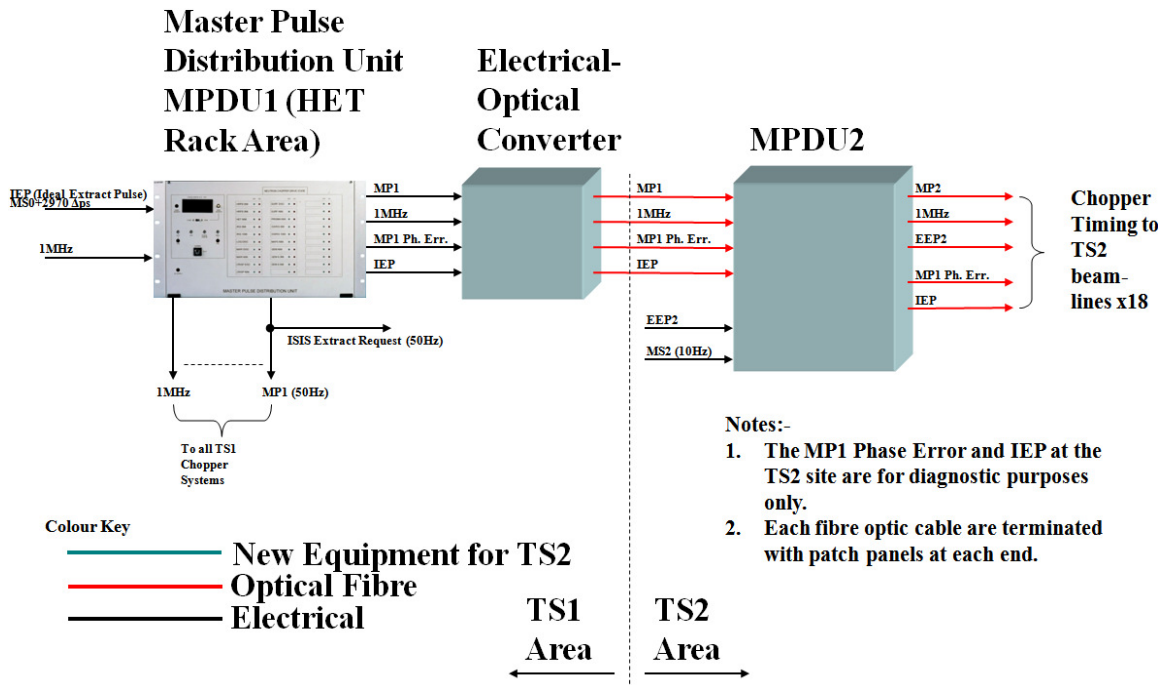 Master Pulse
Distribution Unit
MPDU1 (HET
Rack Area)
Electrical-
Optical
Converter
MPDU2
IEP (Ideal Extract Pulse)
MS0+2970 Δps
1MHz
MASTER PULSE DISTRIBUTION UNIT
MP1
1MHz
MP1 Ph. Err.
IEP
MP1
1MHz
MP1 Ph. Err.
IEP
EEP2
MS2 (10Hz)
MP2
1MHz
EEP2
MP1 Ph. Err.
IEP
Chopper
Timing to
TS2
beam-
lines x18
ISIS Extract Request (50Hz)
1MHz
MP1 (50Hz)
To all TS1
Chopper
Systems
Notes:-
1. The MP1 Phase Error and IEP at the
TS2 site are for diagnostic purposes
only.
2. Each fibre optic cable are terminated
with patch panels at each end.
Colour Key
New Equipment for TS2
Optical Fibre
Electrical
TS1
Area
TS2
Area